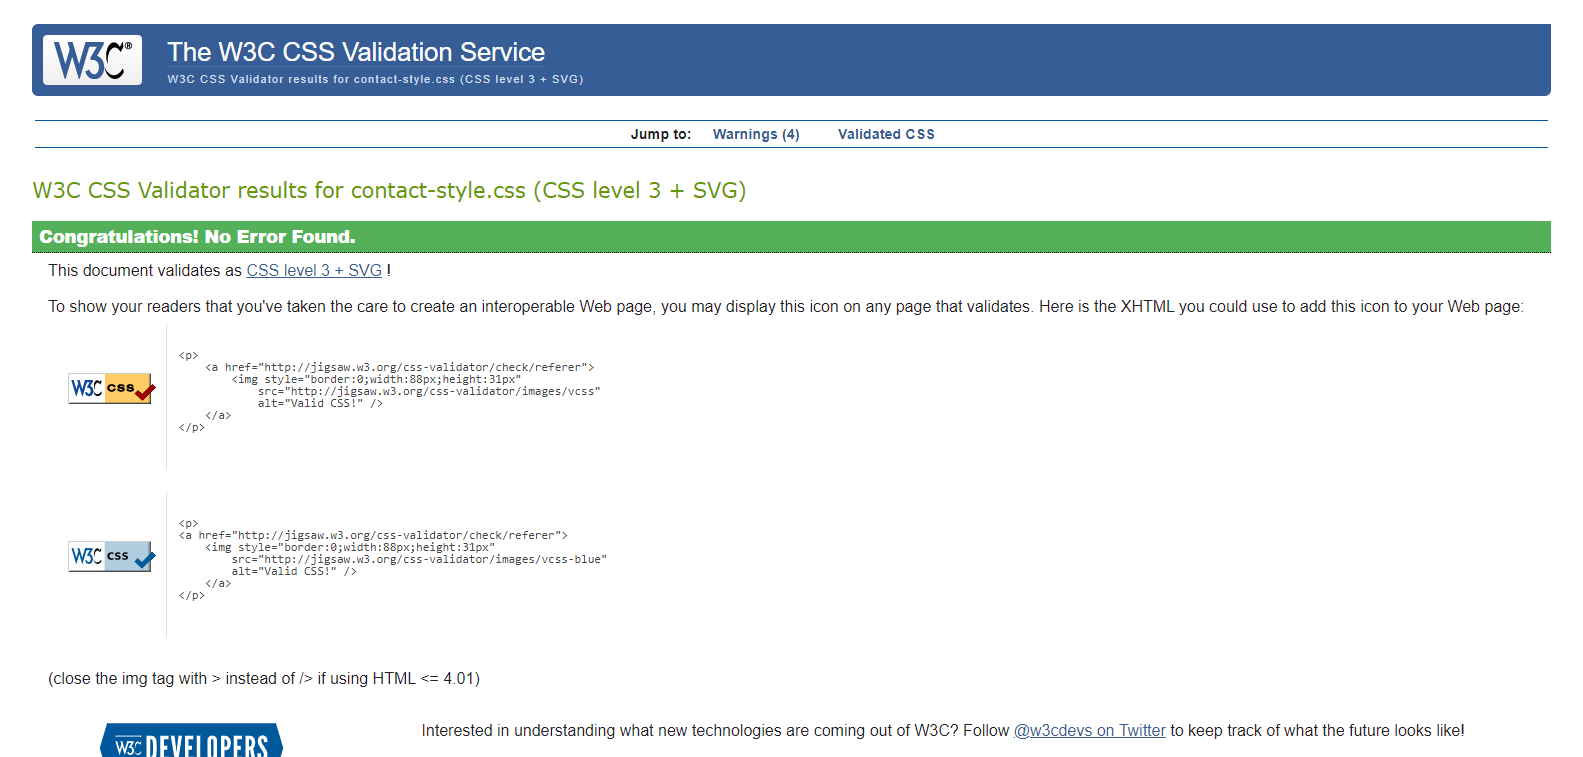 W3C® The W3C CSS Validation Service
W3C CSS Validator results for contact-style.css (CSS level 3 + SVG)
Jump to: Warnings (4) Validated CSS
W3C CSS Validator results for contact-style.css (CSS level 3 + SVG)
Congratulations! No Error Found.
This document validates as CSS level 3 + SVG !
To show your readers that you've taken the care to create an interoperable Web page, you may display this icon on any page that validates. Here is the XHTML you could use to add this icon to your Web page:
W3C css
<p>
    <a href="http://jigsaw.w3.org/css-validator/check/referer">
        <img style="border:0;width:88px;height:31px"
            src="http://jigsaw.w3.org/css-validator/images/vcss"
            alt="Valid CSS!" />
    </a>
</p>
W3C css
<p>
<a href="http://jigsaw.w3.org/css-validator/check/referer">
    <img style="border:0;width:88px;height:31px"
        src="http://jigsaw.w3.org/css-validator/images/vcss-blue"
        alt="Valid CSS!" />
    </a>
</p>
(close the img tag with > instead of /> if using HTML <= 4.01)
W3C DEVELOPERS
Interested in understanding what new technologies are coming out of W3C? Follow @w3cdevs on Twitter to keep track of what the future looks like!